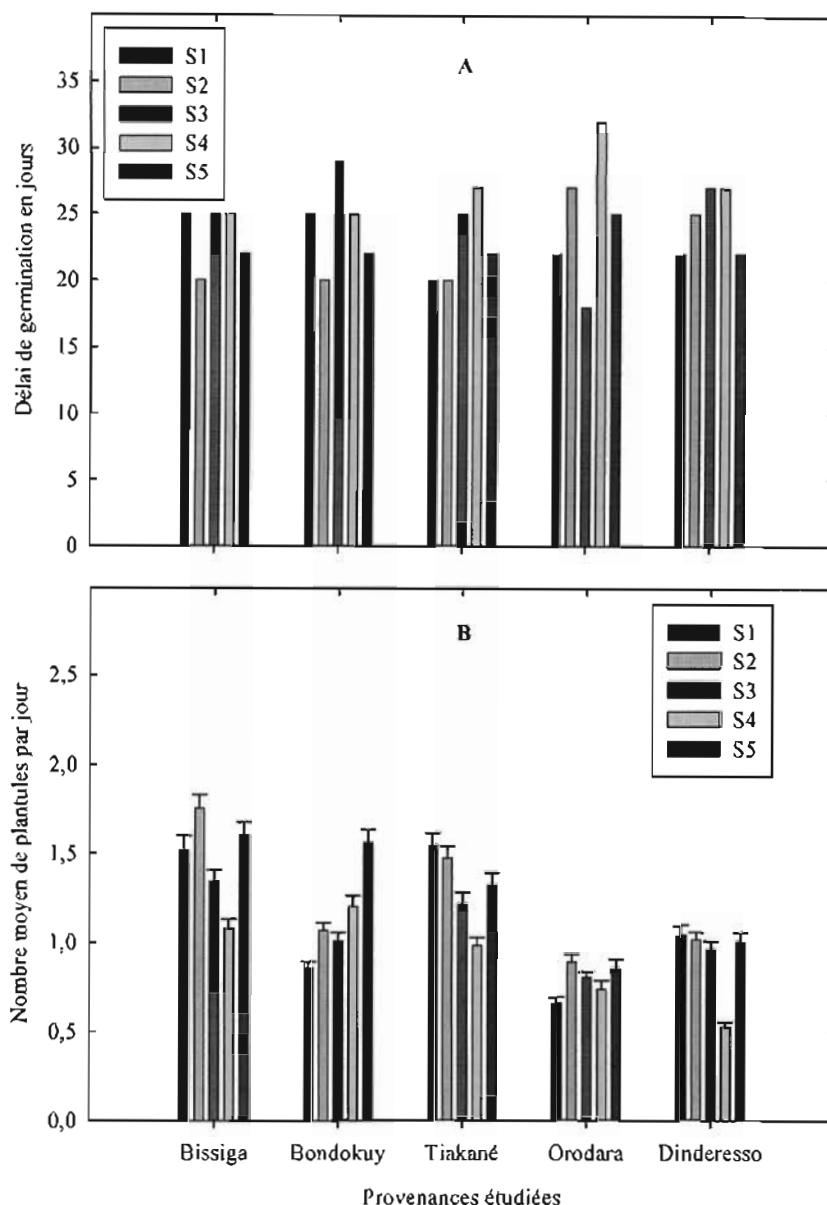 A
S1
S2
S3
S4
S5
Délai de germination en jours
35
30
25
20
15
10
5
0
B
S1
S2
S3
S4
S5
Nombre moyen de plantules par jour
2,5
2,0
1,5
1,0
0,5
0,0
Bissiga Bondokuy Tiakané Orodara Dinderesso
Provenances étudiées